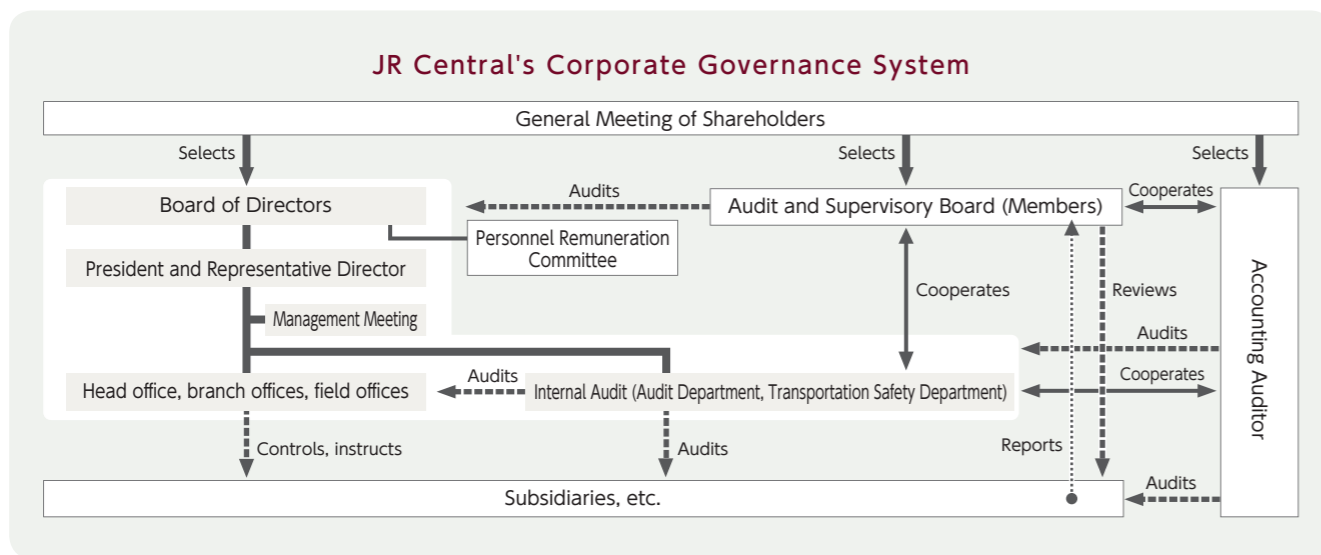 JR Central's Corporate Governance System
General Meeting of Shareholders
Selects
Selects
Selects
Board of Directors
Audits
Audit and Supervisory Board (Members)
Cooperates
Personnel Remuneration
Committee
President and Representative Director
Accounting Auditor
Cooperates
Reviews
Management Meeting
Audits
Head office, branch offices, field offices
Audits
Internal Audit (Audit Department, Transportation Safety Department)
Cooperates
Controls, instructs
Audits
Reports
Audits
Subsidiaries, etc.